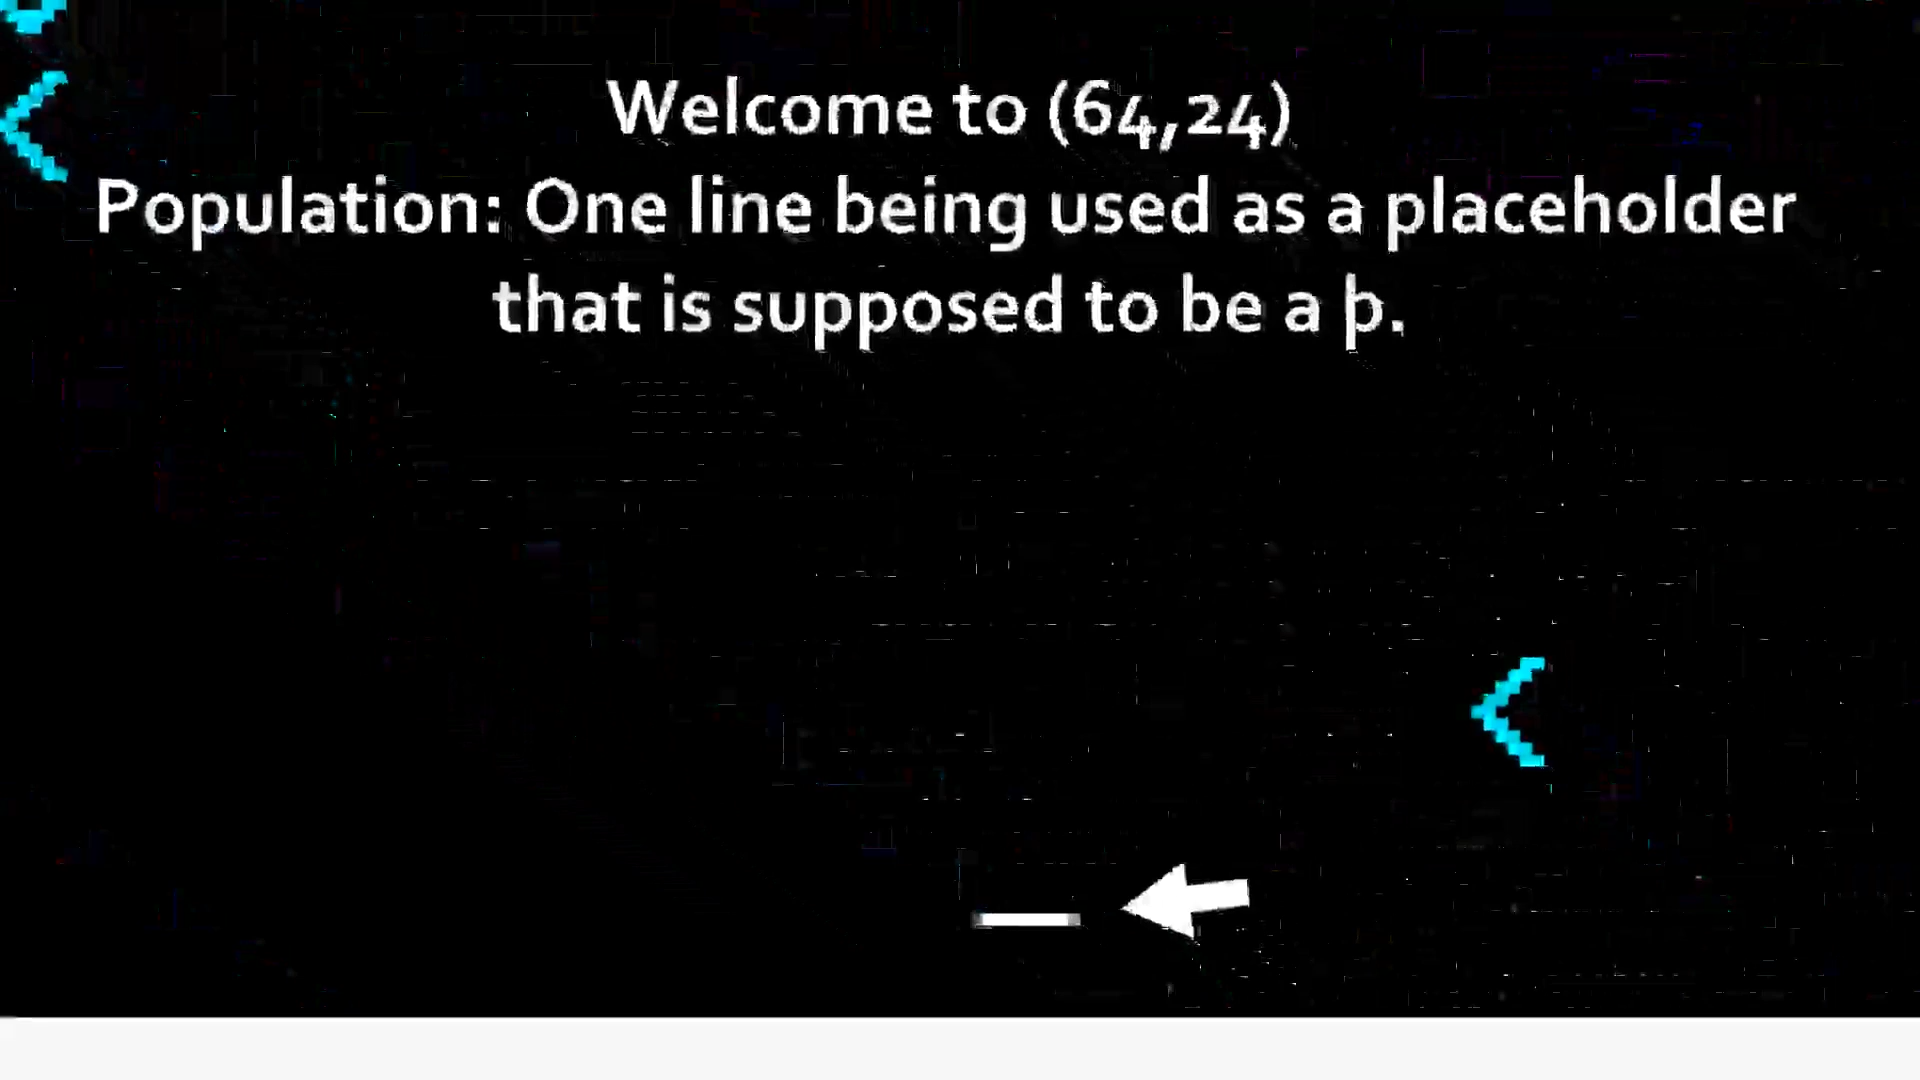 Welcome to (64,24)
Population: One line being used as a placeholder
that is supposed to be a þ.